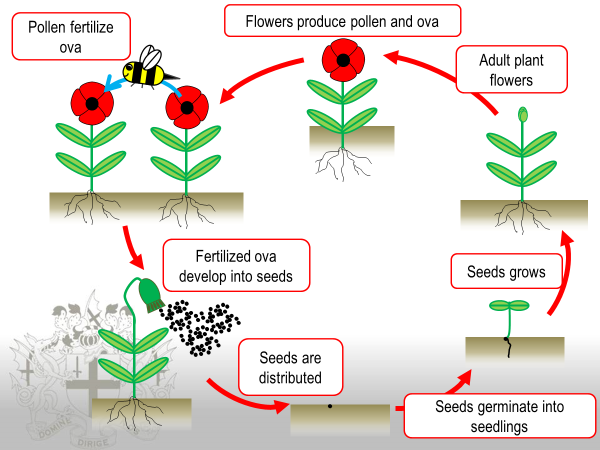 Flowers produce pollen and ova
Pollen fertilize
ova
Adult plant
flowers
Fertilized ova
develop into seeds
Seeds grows
Seeds are
distributed
Seeds germinate into
seedlings
DOMINE DIRIGE